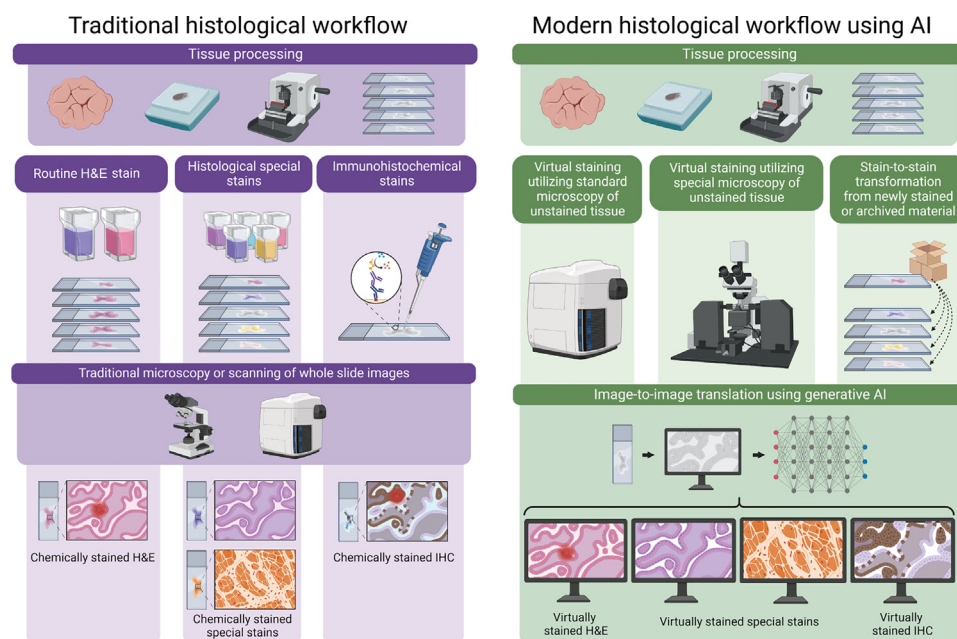 Traditional histological workflow
Tissue processing
Routine H&E stain
Histological special
stains
Immunohistochemical
stains
Traditional microscopy or scanning of whole slide images
Chemically stained H&E
Chemically stained
special stains
Chemically stained IHC
Modern histological workflow using AI
Tissue processing
Virtual staining
utilizing standard
microscopy of
unstained tissue
Virtual staining utilizing
special microscopy of
unstained tissue
Stain-to-stain
transformation
from newly stained
or archived material
Image-to-image translation using generative AI
Virtually
stained H&E
Virtually stained special stains
Virtually
stained IHC